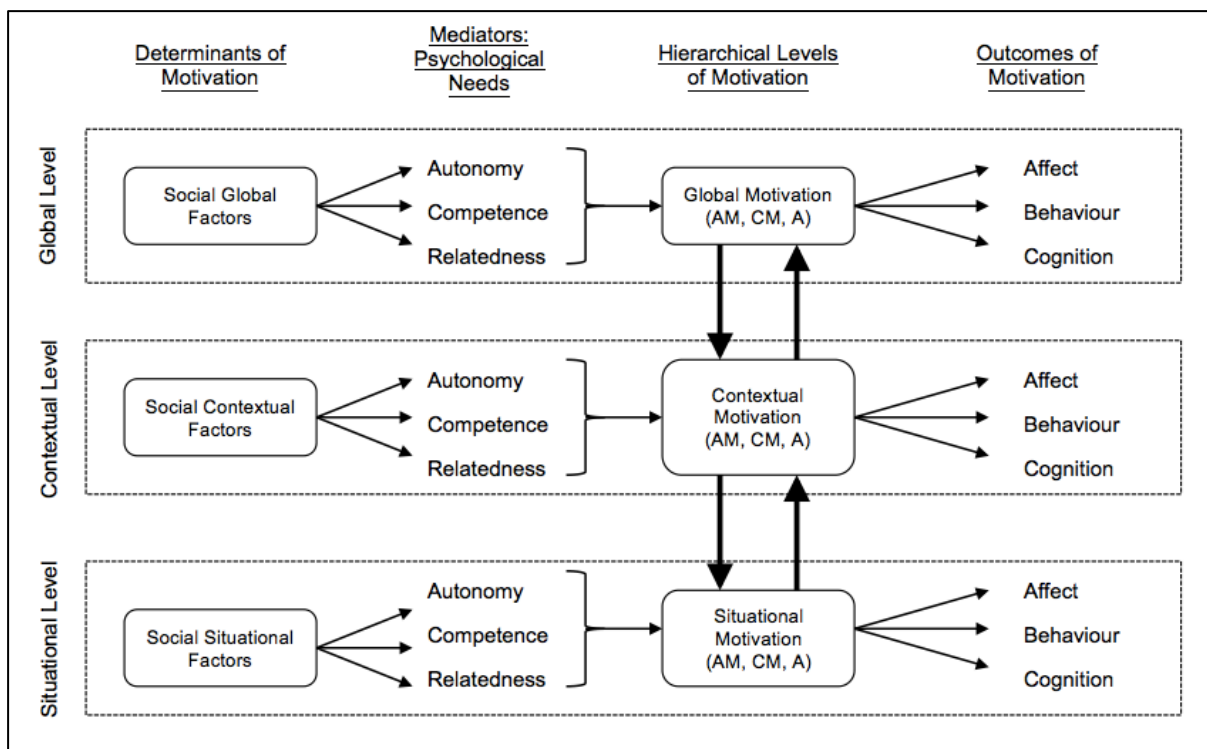 Determinants of
Motivation
Mediators:
Psychological
Needs
Hierarchical Levels
of Motivation
Outcomes of
Motivation
Global Level
Social Global
Factors
Autonomy
Competence
Relatedness
Global Motivation
(AM, CM, A)
Affect
Behaviour
Cognition
Contextual Level
Social Contextual
Factors
Autonomy
Competence
Relatedness
Contextual
Motivation
(AM, CM, A)
Affect
Behaviour
Cognition
Situational Level
Social Situational
Factors
Autonomy
Competence
Relatedness
Situational
Motivation
(AM, CM, A)
Affect
Behaviour
Cognition